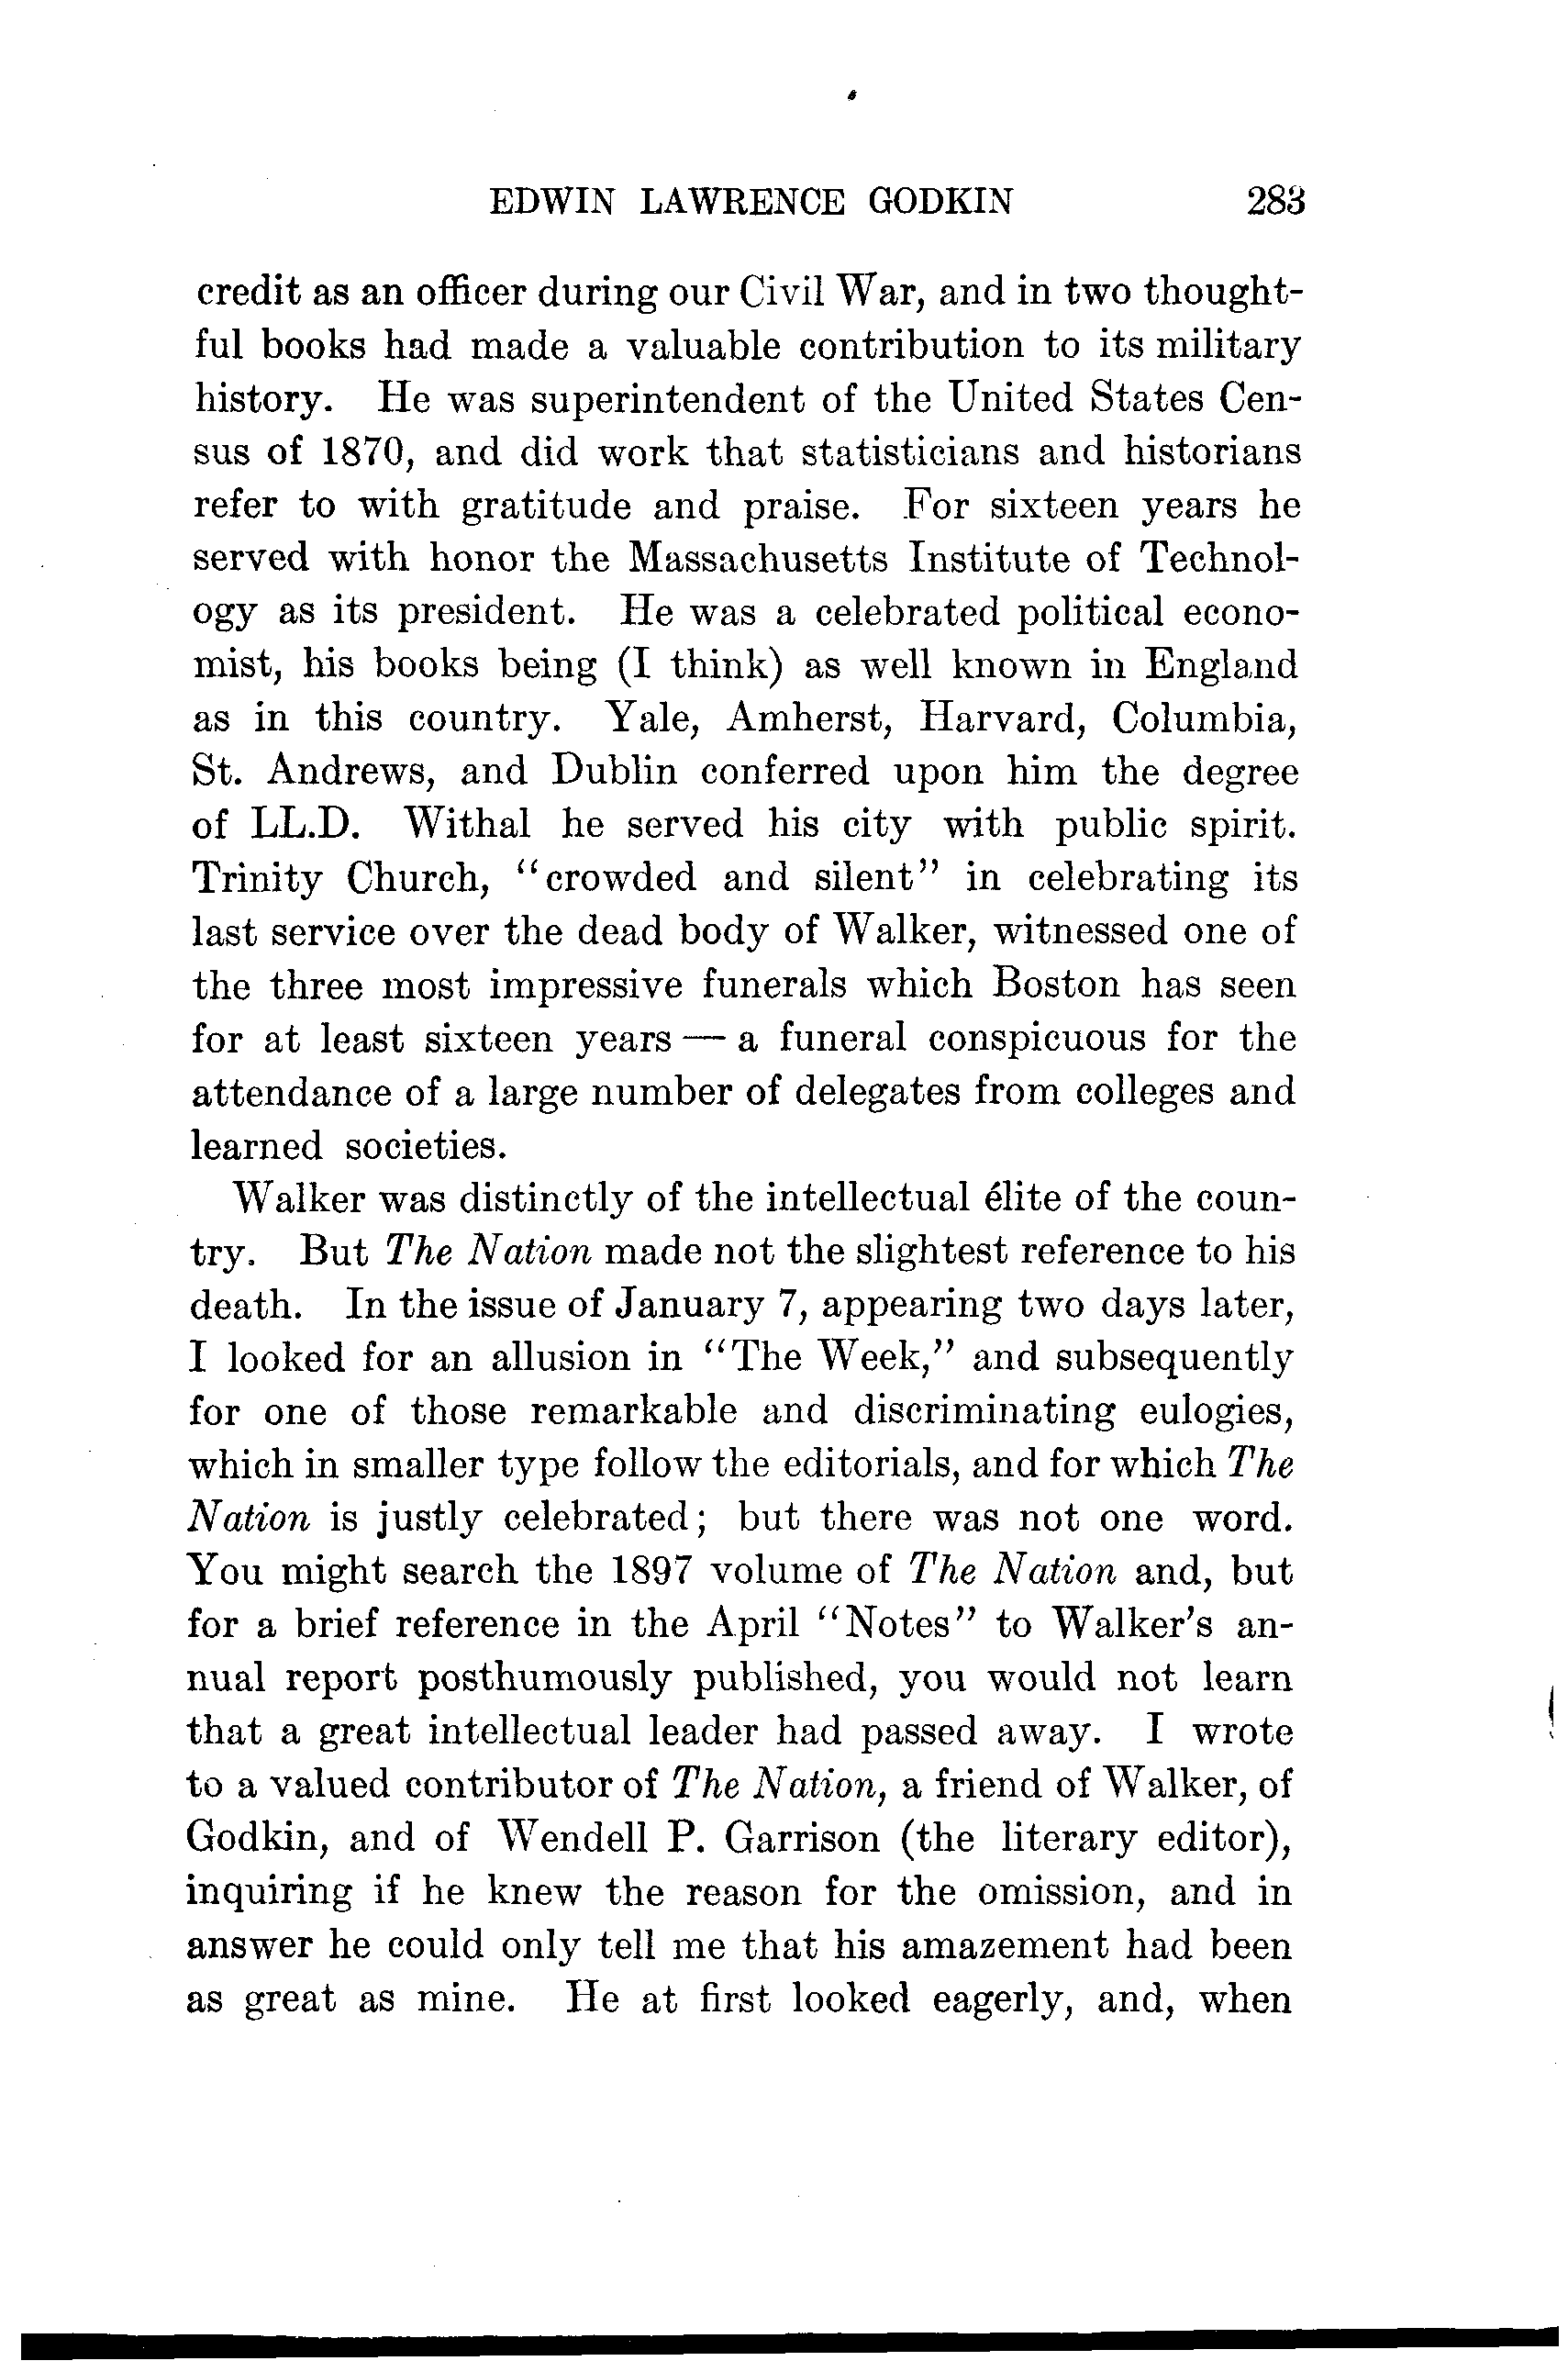 EDWIN LAWRENCE GODKIN 283
credit as an officer during our Civil War, and in two thought-
ful books had made a valuable contribution to its military
history. He was superintendent of the United States Cen-
sus of 1870, and did work that statisticians and historians
refer to with gratitude and praise. For sixteen years he
served with honor the Massachusetts Institute of Technol-
ogy as its president. He was a celebrated political econo-
mist, his books being (I think) as well known in England
as in this country. Yale, Amherst, Harvard, Columbia,
St. Andrews, and Dublin conferred upon him the degree
of LL.D. Withal he served his city with public spirit.
Trinity Church, "crowded and silent" in celebrating its
last service over the dead body of Walker, witnessed one of
the three most impressive funerals which Boston has seen
for at least sixteen years — a funeral conspicuous for the
attendance of a large number of delegates from colleges and
learned societies.
Walker was distinctly of the intellectual élite of the coun-
try. But The Nation made not the slightest reference to his
death. In the issue of January 7, appearing two days later,
I looked for an allusion in "The Week," and subsequently
for one of those remarkable and discriminating eulogies,
which in smaller type follow the editorials, and for which The
Nation is justly celebrated; but there was not one word.
You might search the 1897 volume of The Nation and, but
for a brief reference in the April "Notes" to Walker's an-
nual report posthumously published, you would not learn
that a great intellectual leader had passed away. I wrote
to a valued contributor of The Nation, a friend of Walker, of
Godkin, and of Wendell P. Garrison (the literary editor),
inquiring if he knew the reason for the omission, and in
answer he could only tell me that his amazement had been
as great as mine. He at first looked eagerly, and, when